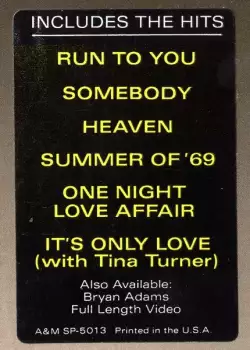 INCLUDES THE HITS
RUN TO YOU
SOMEBODY
HEAVEN
SUMMER OF '69
ONE NIGHT
LOVE AFFAIR
IT'S ONLY LOVE
(with Tina Turner)
Also Available:
Bryan Adams
Full Length Video
A&M SP-5013 Printed in the U.S.A.